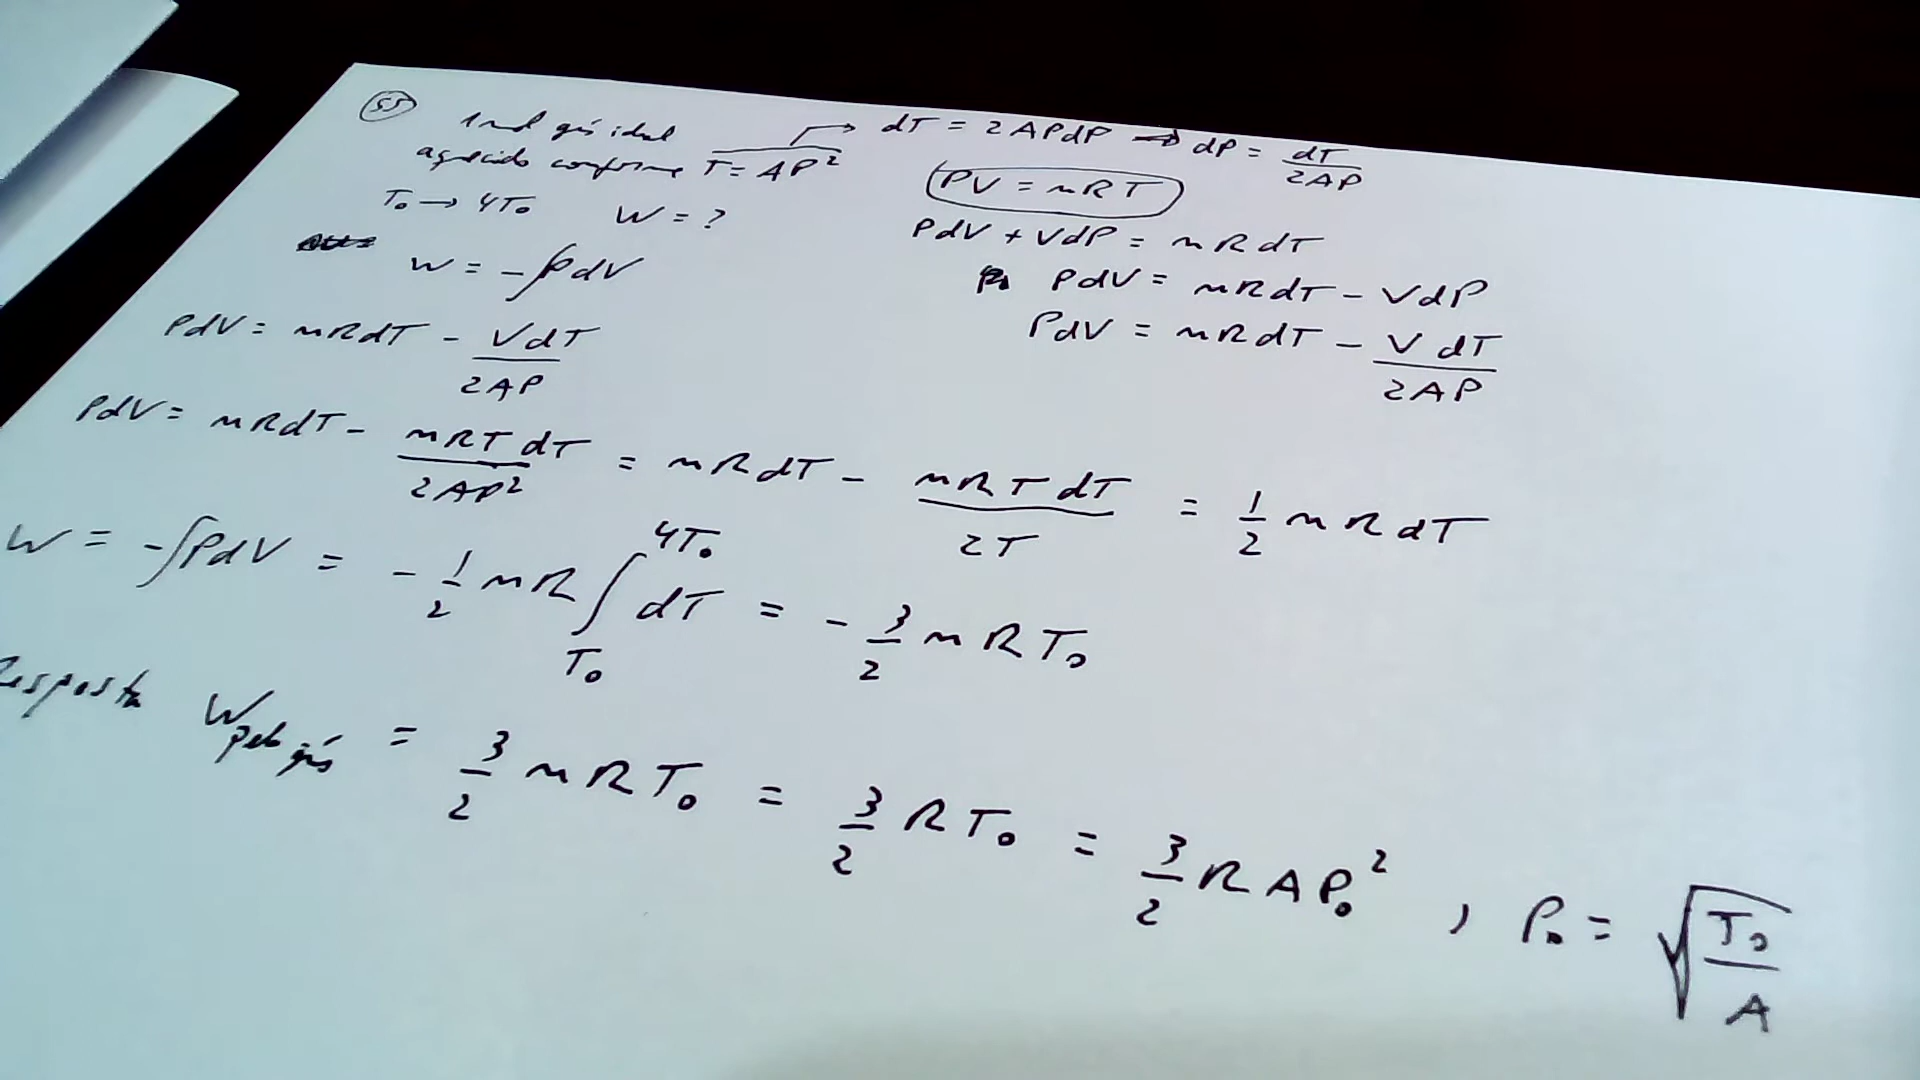 55
1 mol gás ideal
aquecido conforme T = AP² → dT = 2APdP → dP = dT/2AP
T₀ → 4T₀ W = ?
PV = nRT
PdV + VdP = nRdT
W = -∫PdV
PdV = nRdT - VdP
PdV = nRdT - VdT/2AP
PdV = nRdT - VdT/2AP
PdV = nRdT - nRTdT/2AP² = nRdT - nRTdT/2T = 1/2 nRdT
W = -∫PdV = -1/2 nR ∫_{T₀}^{4T₀} dT = -3/2 nRT₀
Resposta W pelo gás = 3/2 nRT₀ = 3/2 RT₀ = 3/2 RAP₀², P₀ = √(T₀/A)